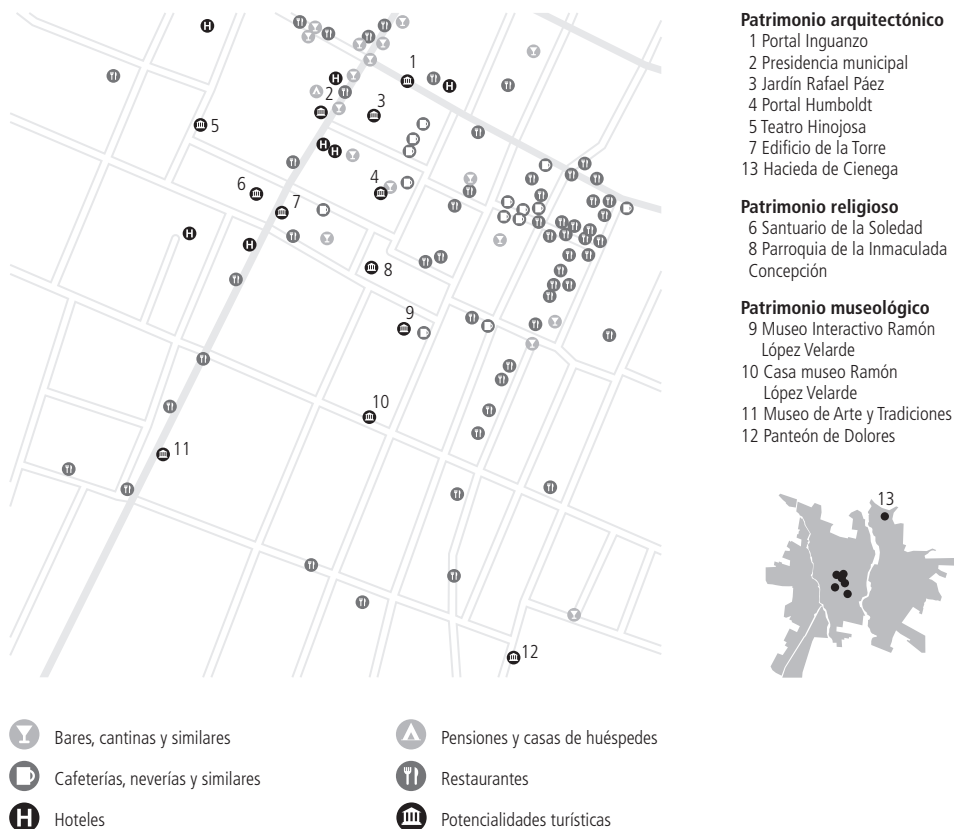 1
2
3
4
5
6
7
8
9
10
11
12
H
H
H
H
H
H
Patrimonio arquitectónico
1 Portal Inguanzo
2 Presidencia municipal
3 Jardín Rafael Páez
4 Portal Humboldt
5 Teatro Hinojosa
7 Edificio de la Torre
13 Hacieda de Cienega
Patrimonio religioso
6 Santuario de la Soledad
8 Parroquia de la Inmaculada
Concepción
Patrimonio museológico
9 Museo Interactivo Ramón
López Velarde
10 Casa museo Ramón
López Velarde
11 Museo de Arte y Tradiciones
12 Panteón de Dolores
13
Bares, cantinas y similares
Cafeterías, neverías y similares
H Hoteles
Pensiones y casas de huéspedes
Restaurantes
Potencialidades turísticas